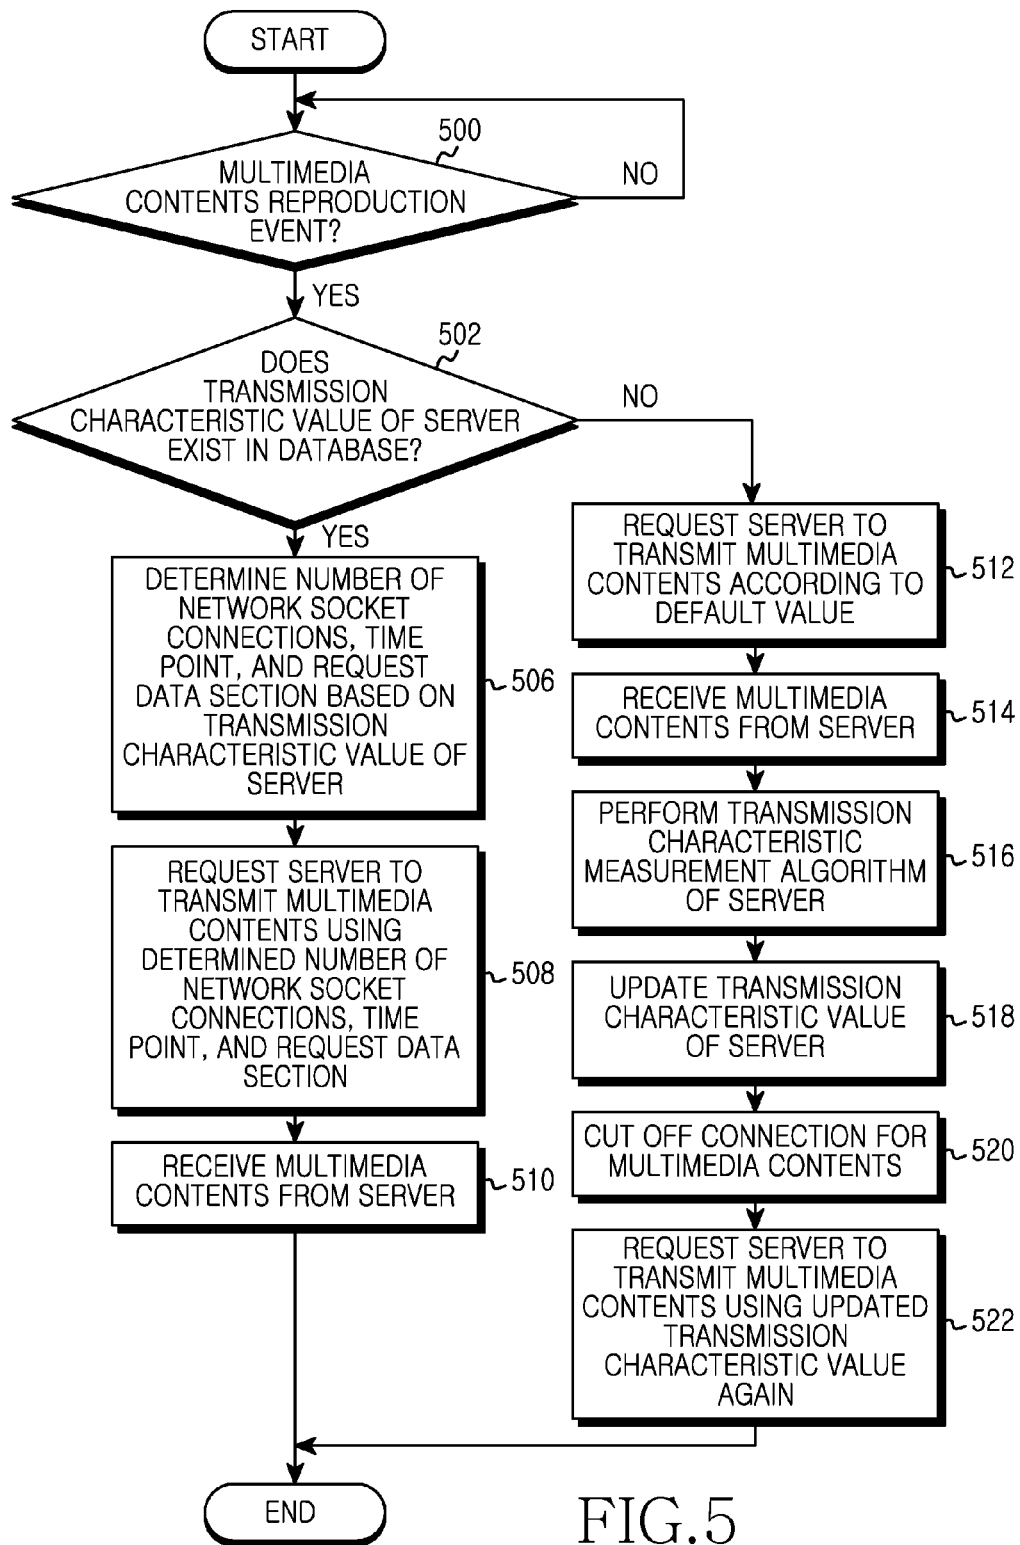 START
500
MULTIMEDIA
CONTENTS REPRODUCTION
EVENT?
NO
YES
502
DOES
TRANSMISSION
CHARACTERISTIC VALUE OF SERVER
EXIST IN DATABASE?
NO
YES
DETERMINE NUMBER OF
NETWORK SOCKET
CONNECTIONS, TIME
POINT, AND REQUEST
DATA SECTION BASED ON
TRANSMISSION
CHARACTERISTIC VALUE OF
SERVER
506
REQUEST SERVER TO
TRANSMIT MULTIMEDIA
CONTENTS USING
DETERMINED NUMBER OF
NETWORK SOCKET
CONNECTIONS, TIME
POINT, AND REQUEST DATA
SECTION
508
RECEIVE MULTIMEDIA
CONTENTS FROM SERVER
510
REQUEST SERVER TO
TRANSMIT MULTIMEDIA
CONTENTS ACCORDING TO
DEFAULT VALUE
512
RECEIVE MULTIMEDIA
CONTENTS FROM SERVER
514
PERFORM TRANSMISSION
CHARACTERISTIC
MEASUREMENT ALGORITHM
OF SERVER
516
UPDATE TRANSMISSION
CHARACTERISTIC VALUE
OF SERVER
518
CUT OFF CONNECTION FOR
MULTIMEDIA CONTENTS
520
REQUEST SERVER TO
TRANSMIT MULTIMEDIA
CONTENTS USING UPDATED
TRANSMISSION
CHARACTERISTIC VALUE
AGAIN
522
END
FIG.5